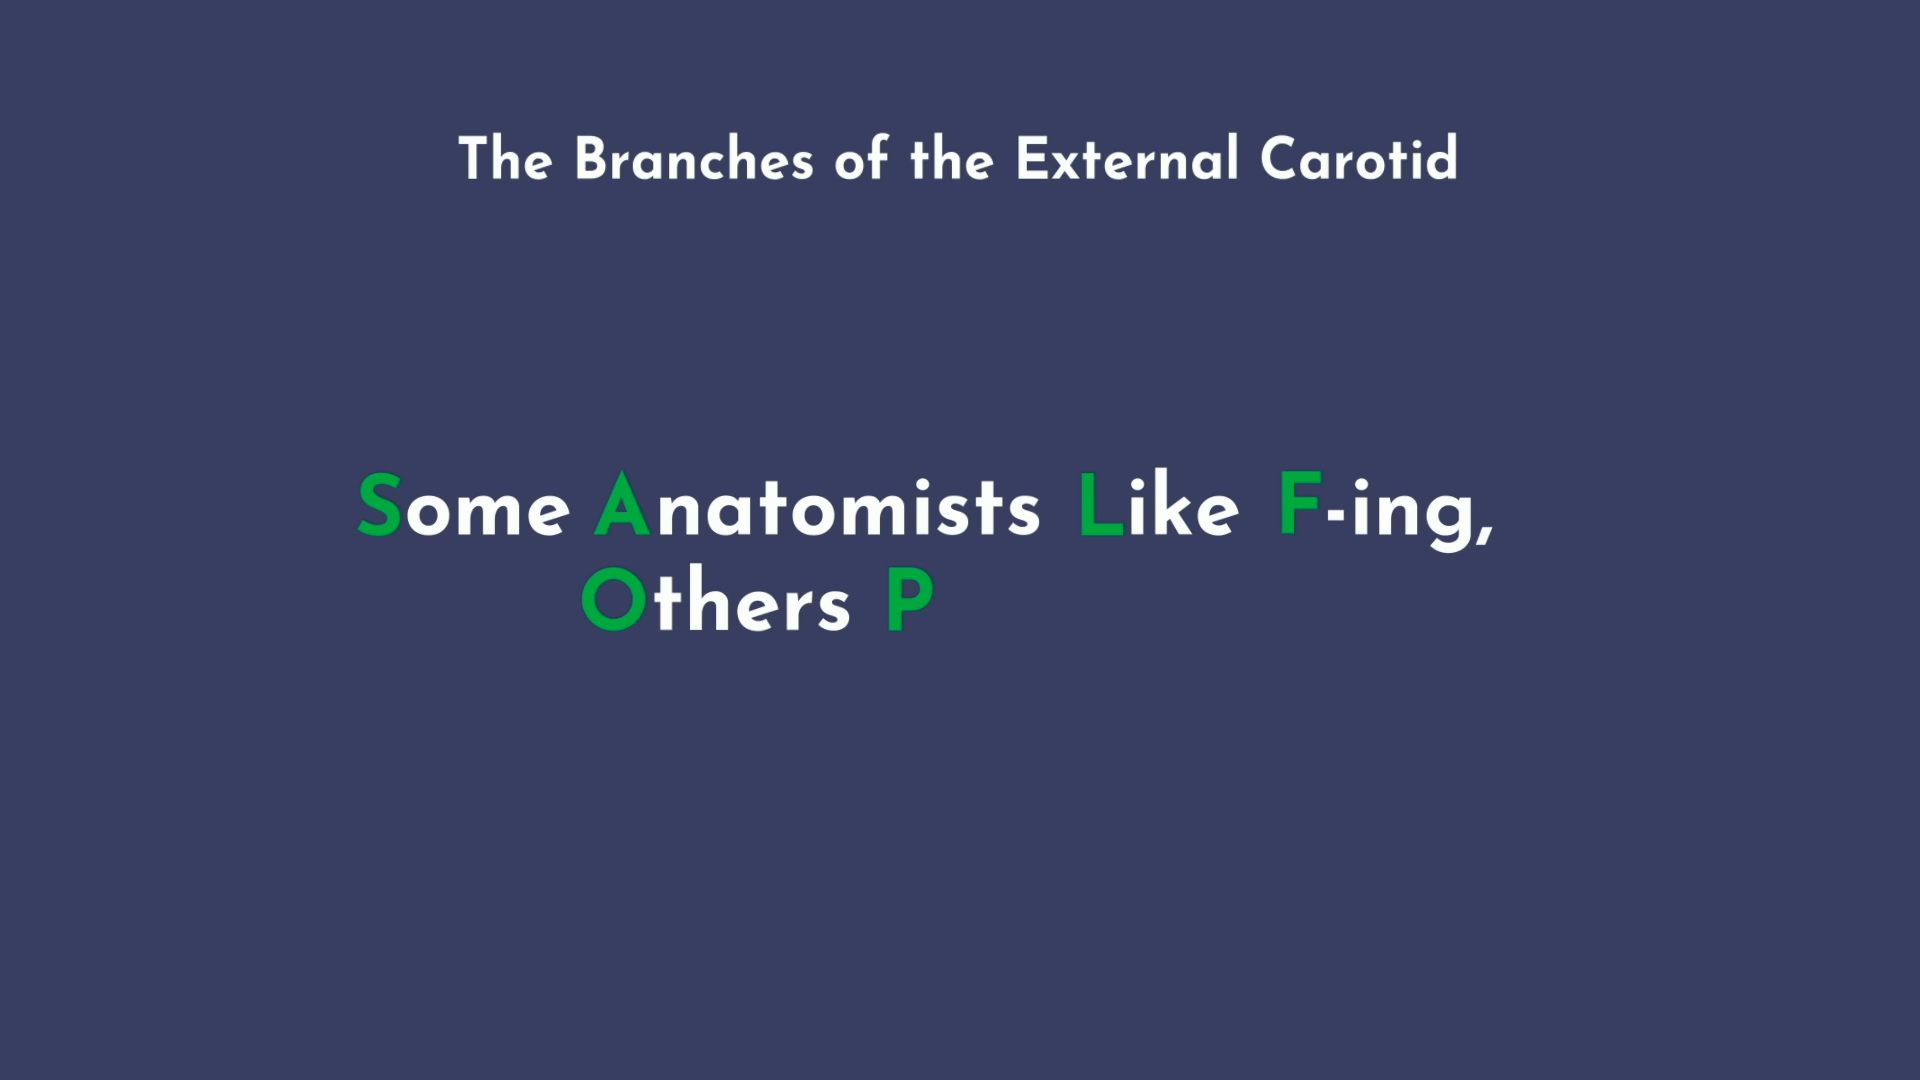 The Branches of the External Carotid
Some Anatomists Like F-ing,
Others P